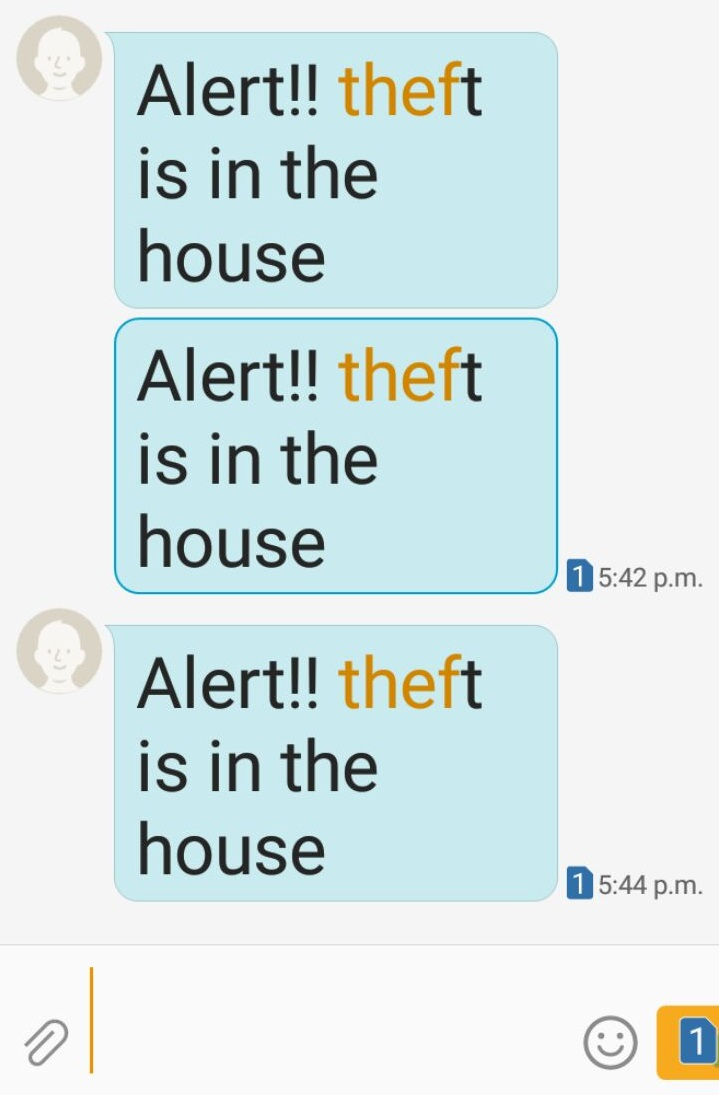 Alert!! theft
is in the
house
Alert!! theft
is in the
house
1 5:42 p.m.
Alert!! theft
is in the
house
1 5:44 p.m.
1